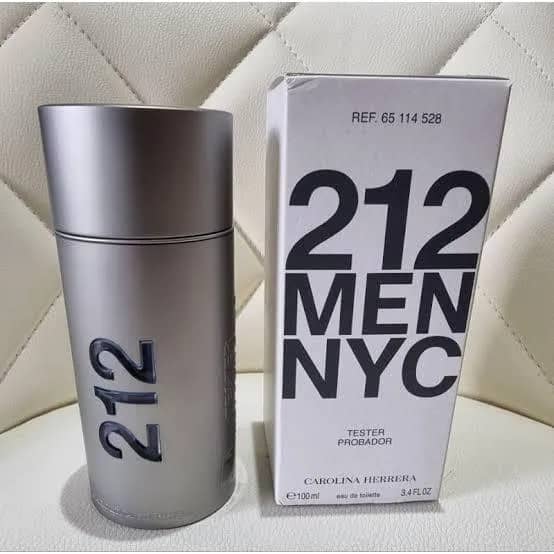 212
REF. 65 114 528
212
MEN
NYC
TESTER
PROBADOR
CAROLINA HERRERA
℮100ml eau de toilette 3.4 FL.OZ